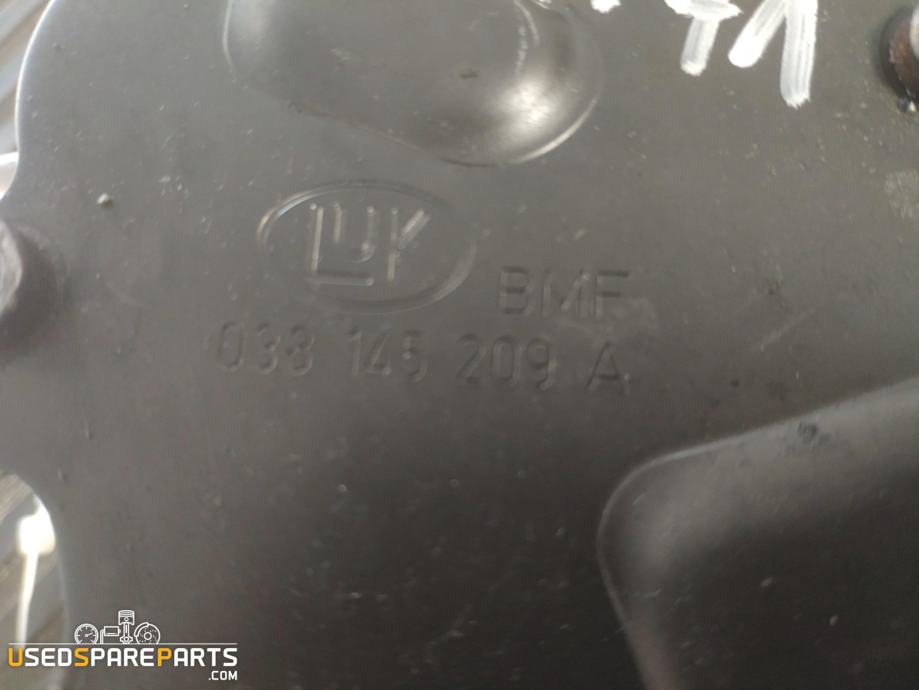 LuK
BMF
038 145 209 A
USEDSPAREPARTS
.COM